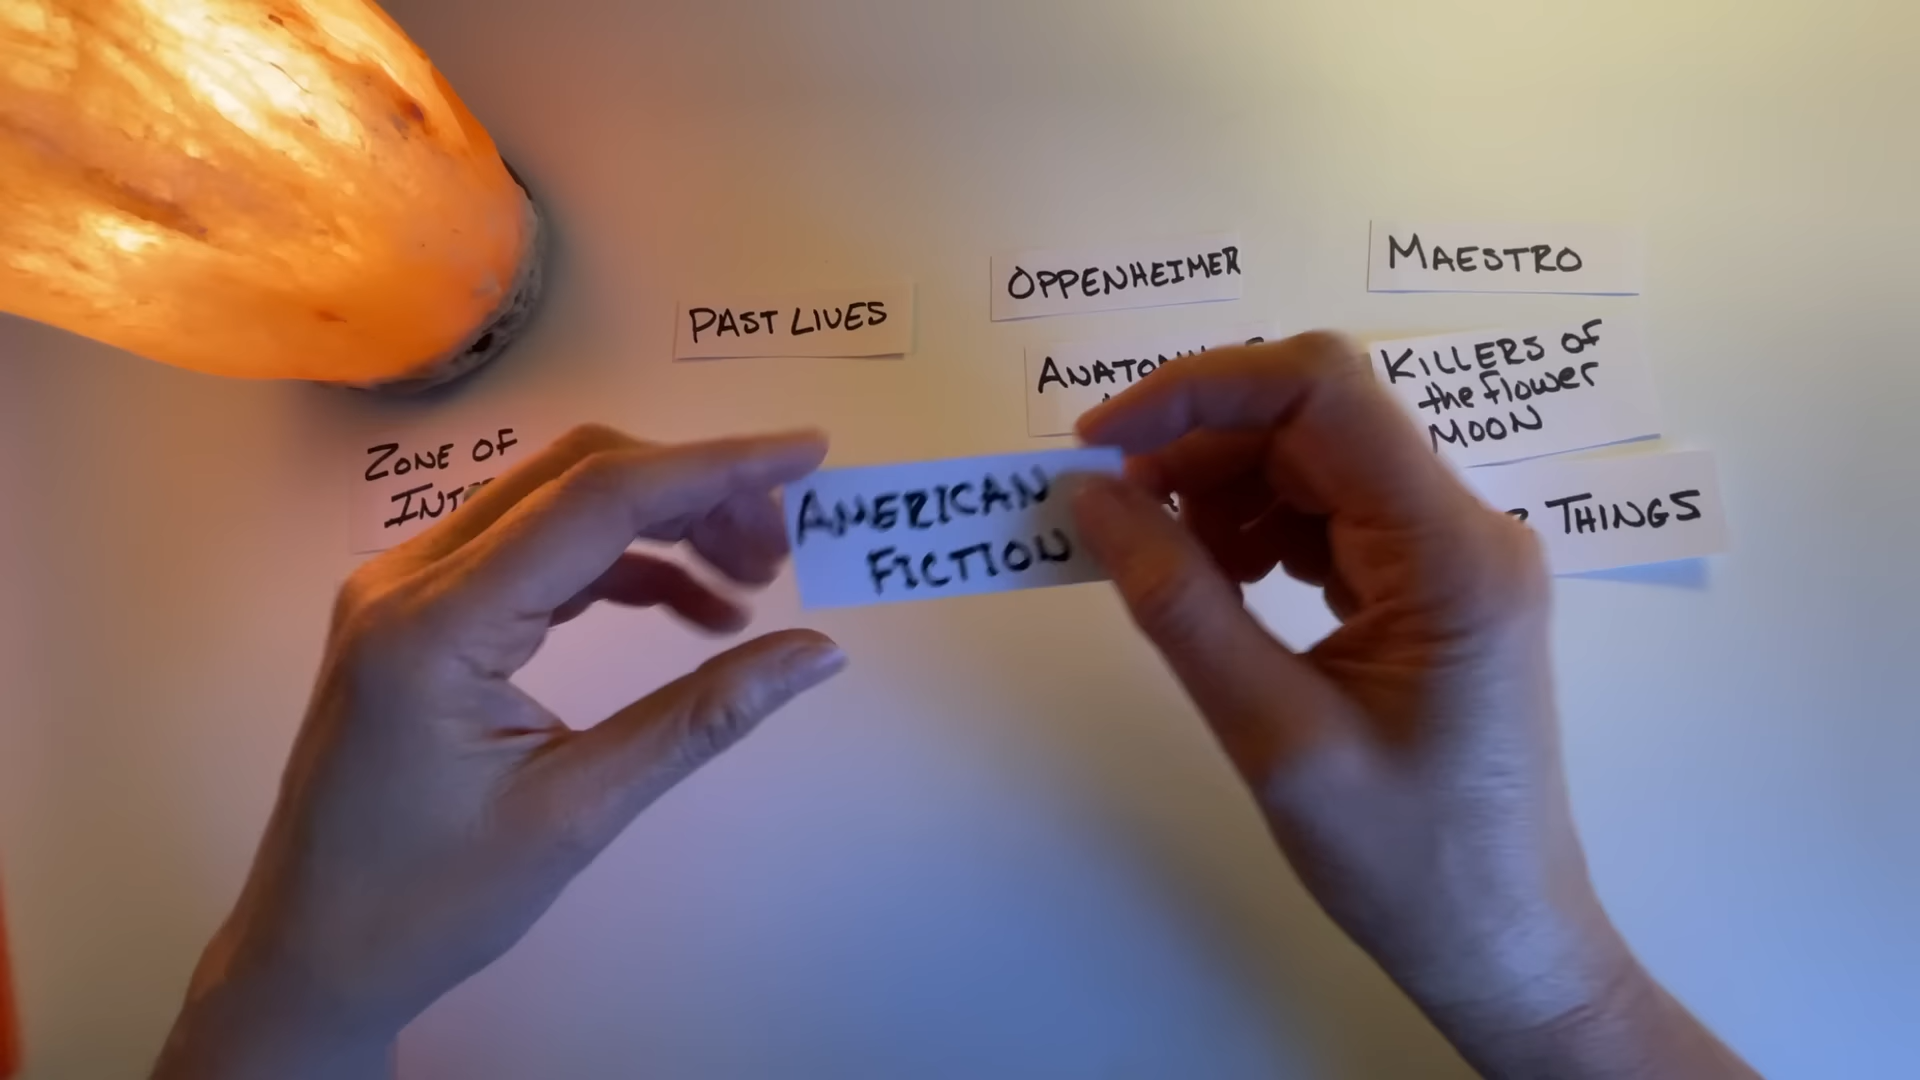 PAST LIVES
OPPENHEIMER
MAESTRO
KILLERS of
the flower
MOON
ZONE OF
AMERICAN
FICTION
THINGS